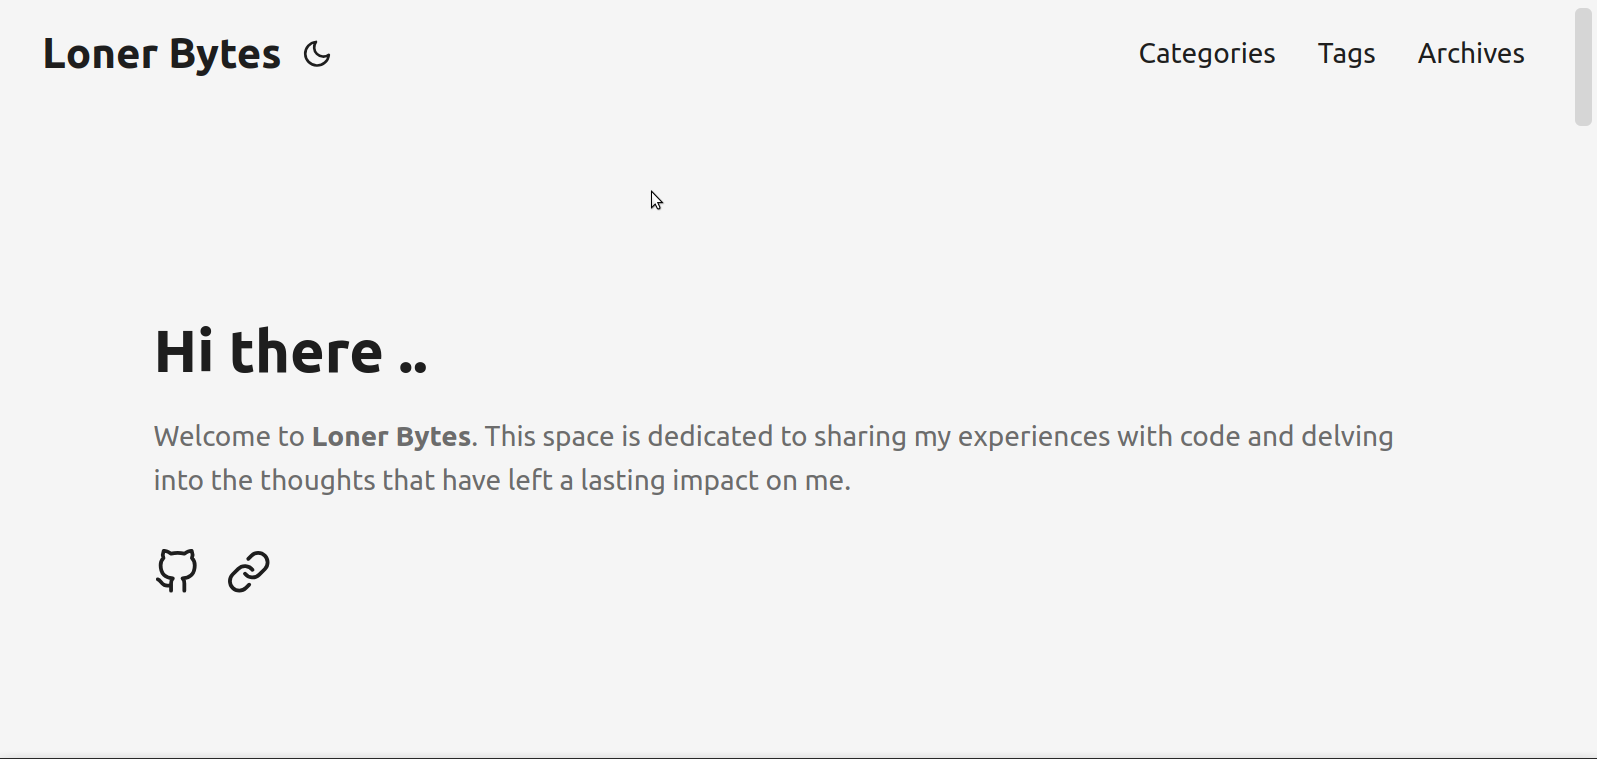 Loner Bytes
Categories Tags Archives
Hi there ..
Welcome to Loner Bytes. This space is dedicated to sharing my experiences with code and delving
into the thoughts that have left a lasting impact on me.